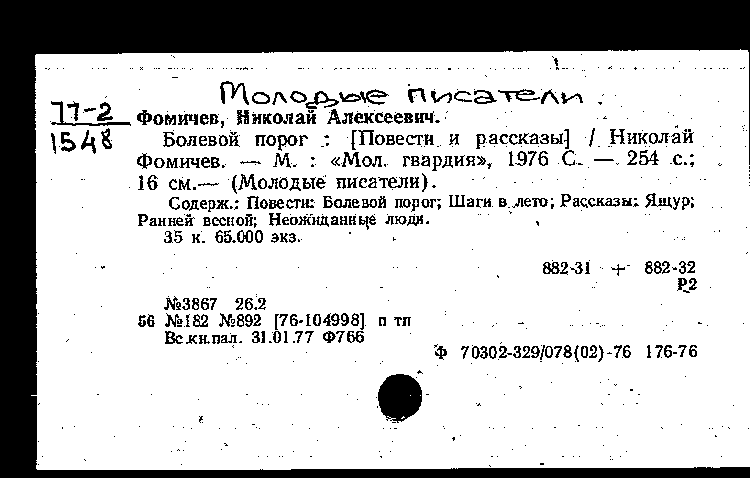 Молодые писатели.
77-2
1548
Фомичев, Николай Алексеевич.
Болевой порог : [Повести и рассказы] / Николай
Фомичев. — М. : «Мол. гвардия», 1976 С. — 254 с.;
16 см.— (Молодые писатели).
Содерж.: Повести: Болевой порог; Шаги в лето; Рассказы: Ящур;
Ранней весной; Неожиданные люди.
35 к. 65.000 экз.
882-31 + 882-32
Р2
№3867 26.2
56 №182 №892 [76-104998] п тп
Вс.кн.пал. 31.01.77 Ф766
Ф 70302-329/078(02)-76 176-76